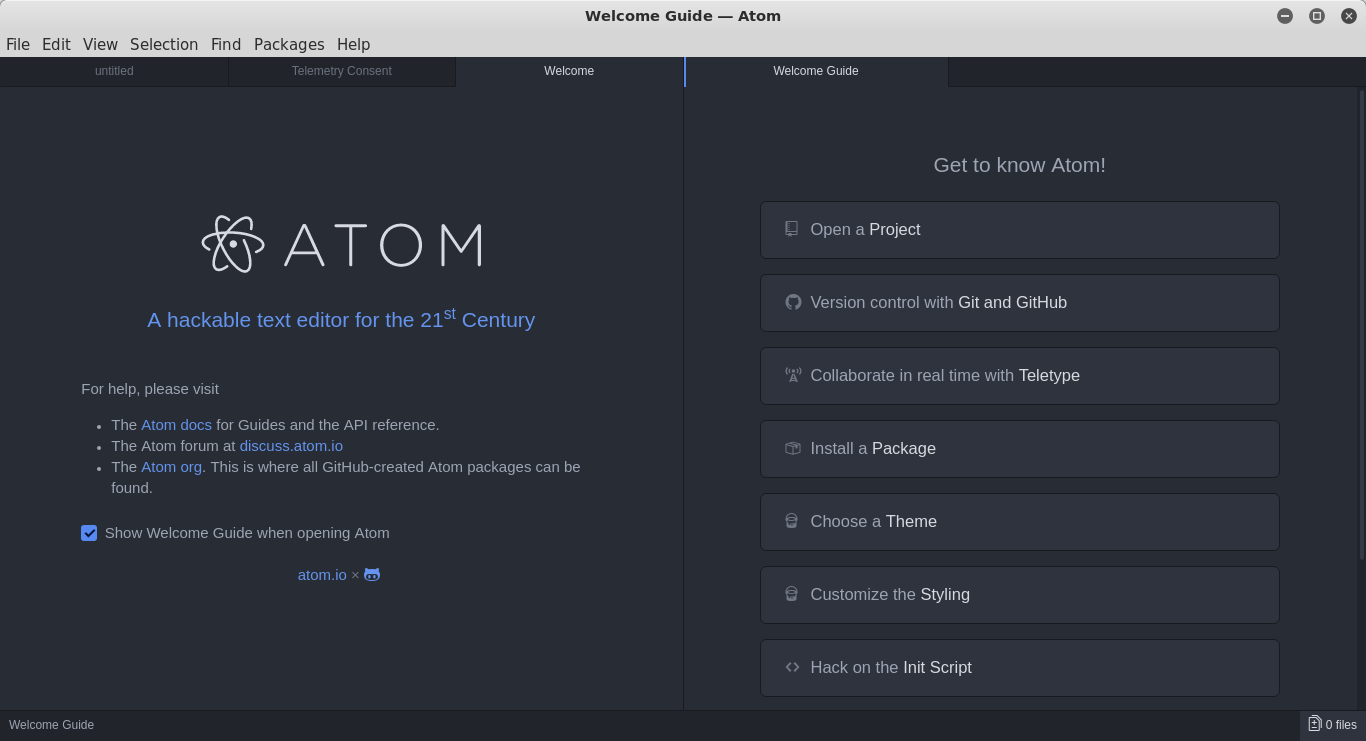 Welcome Guide — Atom
File Edit View Selection Find Packages Help
untitled
Telemetry Consent
Welcome
Welcome Guide
ATOM
A hackable text editor for the 21st Century
For help, please visit
• The Atom docs for Guides and the API reference.
• The Atom forum at discuss.atom.io
• The Atom org. This is where all GitHub-created Atom packages can be
found.
Show Welcome Guide when opening Atom
atom.io ×
Get to know Atom!
Open a Project
Version control with Git and GitHub
Collaborate in real time with Teletype
Install a Package
Choose a Theme
Customize the Styling
Hack on the Init Script
Welcome Guide
0 files